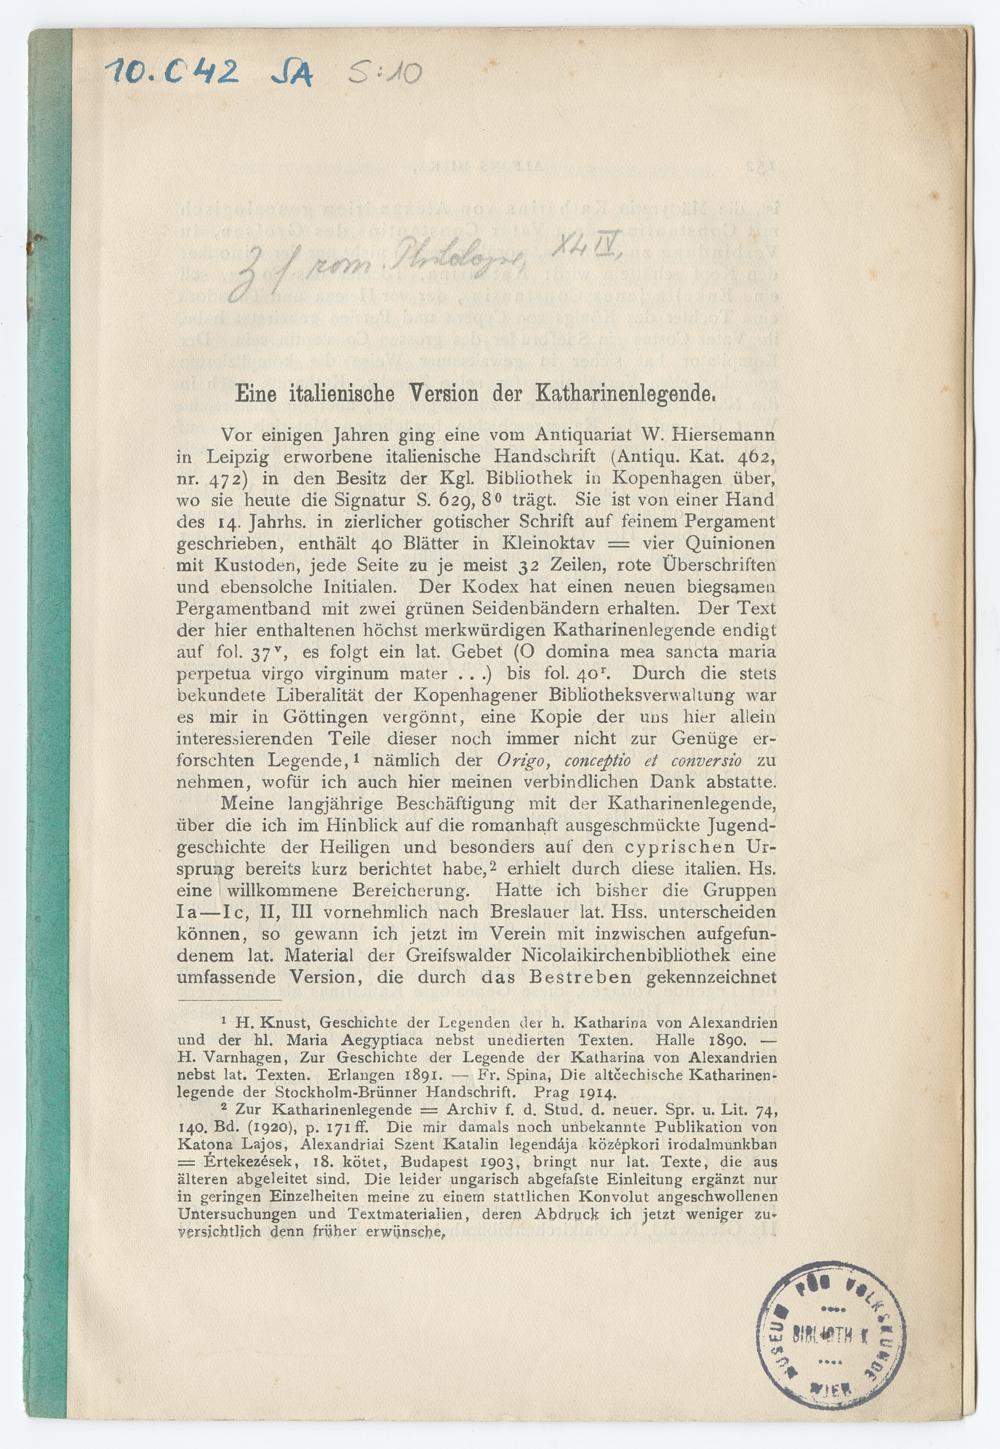 10.C42 SA S:10
Z f rom. Philologie, XLIV,
Eine italienische Version der Katharinenlegende.
Vor einigen Jahren ging eine vom Antiquariat W. Hiersemann
in Leipzig erworbene italienische Handschrift (Antiqu. Kat. 462,
nr. 472) in den Besitz der Kgl. Bibliothek in Kopenhagen über,
wo sie heute die Signatur S. 629, 8⁰ trägt. Sie ist von einer Hand
des 14. Jahrhs. in zierlicher gotischer Schrift auf feinem Pergament
geschrieben, enthält 40 Blätter in Kleinoktav = vier Quinionen
mit Kustoden, jede Seite zu je meist 32 Zeilen, rote Überschriften
und ebensolche Initialen. Der Kodex hat einen neuen biegsamen
Pergamentband mit zwei grünen Seidenbändern erhalten. Der Text
der hier enthaltenen höchst merkwürdigen Katharinenlegende endigt
auf fol. 37ᵛ, es folgt ein lat. Gebet (O domina mea sancta maria
perpetua virgo virginum mater . . .) bis fol. 40ʳ. Durch die stets
bekundete Liberalität der Kopenhagener Bibliotheksverwaltung war
es mir in Göttingen vergönnt, eine Kopie der uns hier allein
interessierenden Teile dieser noch immer nicht zur Genüge er-
forschten Legende,¹ nämlich der Origo, conceptio et conversio zu
nehmen, wofür ich auch hier meinen verbindlichen Dank abstatte.
Meine langjährige Beschäftigung mit der Katharinenlegende,
über die ich im Hinblick auf die romanhaft ausgeschmückte Jugend-
geschichte der Heiligen und besonders auf den cyprischen Ur-
sprung bereits kurz berichtet habe,² erhielt durch diese italien. Hs.
eine willkommene Bereicherung. Hatte ich bisher die Gruppen
Ia—Ic, II, III vornehmlich nach Breslauer lat. Hss. unterscheiden
können, so gewann ich jetzt im Verein mit inzwischen aufgefun-
denem lat. Material der Greifswalder Nicolaikirchenbibliothek eine
umfassende Version, die durch das Bestreben gekennzeichnet
¹ H. Knust, Geschichte der Legenden der h. Katharina von Alexandrien
und der hl. Maria Aegyptiaca nebst unedierten Texten. Halle 1890. —
H. Varnhagen, Zur Geschichte der Legende der Katharina von Alexandrien
nebst lat. Texten. Erlangen 1891. — Fr. Spina, Die altčechische Katharinen-
legende der Stockholm-Brünner Handschrift. Prag 1914.
² Zur Katharinenlegende = Archiv f. d. Stud. d. neuer. Spr. u. Lit. 74,
140. Bd. (1920), p. 171 ff. Die mir damals noch unbekannte Publikation von
Katona Lajos, Alexandriai Szent Katalin legendája középkori irodalmunkban
= Értekezések, 18. kötet, Budapest 1903, bringt nur lat. Texte, die aus
älteren abgeleitet sind. Die leider ungarisch abgefaſste Einleitung ergänzt nur
in geringen Einzelheiten meine zu einem stattlichen Konvolut angeschwollenen
Untersuchungen und Textmaterialien, deren Abdruck ich jetzt weniger zu-
versichtlich denn früher erwünsche,
MUSEUM FÜR VOLKSKUNDE
BIBLIOTHEK
WIEN